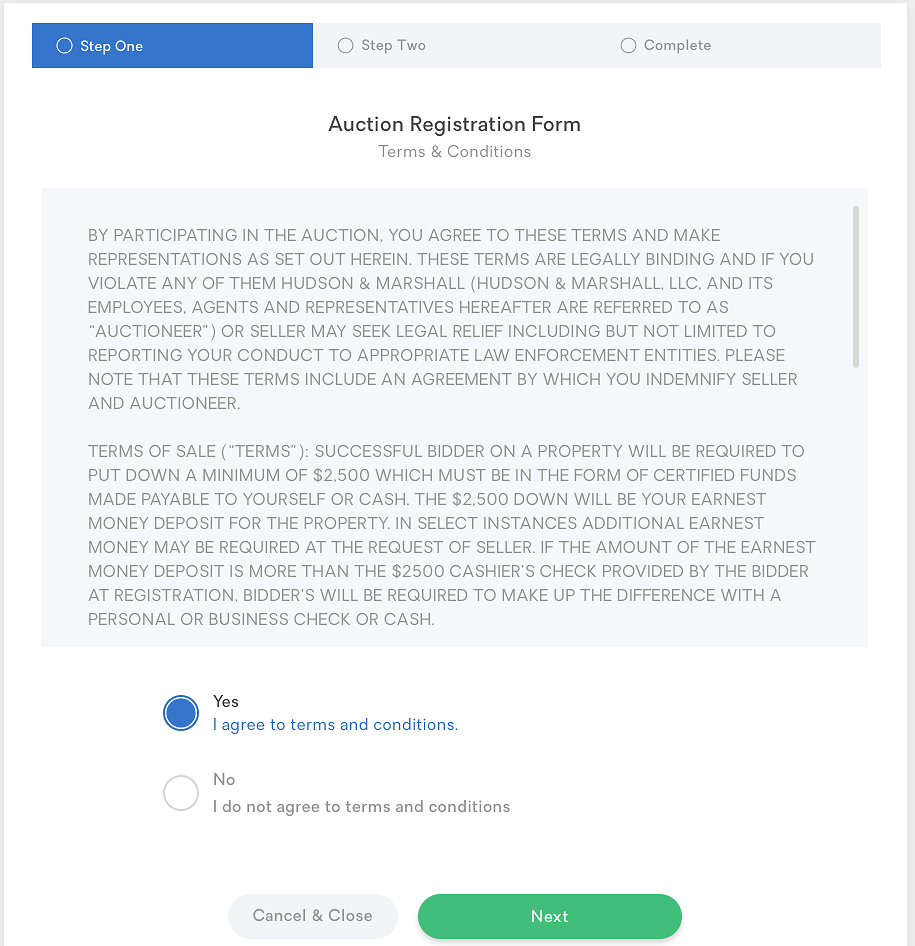 Step One
Step Two
Complete
Auction Registration Form
Terms & Conditions
BY PARTICIPATING IN THE AUCTION, YOU AGREE TO THESE TERMS AND MAKE
REPRESENTATIONS AS SET OUT HEREIN. THESE TERMS ARE LEGALLY BINDING AND IF YOU
VIOLATE ANY OF THEM HUDSON & MARSHALL (HUDSON & MARSHALL, LLC, AND ITS
EMPLOYEES, AGENTS AND REPRESENTATIVES HEREAFTER ARE REFERRED TO AS
“AUCTIONEER”) OR SELLER MAY SEEK LEGAL RELIEF INCLUDING BUT NOT LIMITED TO
REPORTING YOUR CONDUCT TO APPROPRIATE LAW ENFORCEMENT ENTITIES. PLEASE
NOTE THAT THESE TERMS INCLUDE AN AGREEMENT BY WHICH YOU INDEMNIFY SELLER
AND AUCTIONEER.
TERMS OF SALE (“TERMS”): SUCCESSFUL BIDDER ON A PROPERTY WILL BE REQUIRED TO
PUT DOWN A MINIMUM OF $2,500 WHICH MUST BE IN THE FORM OF CERTIFIED FUNDS
MADE PAYABLE TO YOURSELF OR CASH. THE $2,500 DOWN WILL BE YOUR EARNEST
MONEY DEPOSIT FOR THE PROPERTY. IN SELECT INSTANCES ADDITIONAL EARNEST
MONEY MAY BE REQUIRED AT THE REQUEST OF SELLER. IF THE AMOUNT OF THE EARNEST
MONEY DEPOSIT IS MORE THAN THE $2500 CASHIER’S CHECK PROVIDED BY THE BIDDER
AT REGISTRATION, BIDDER’S WILL BE REQUIRED TO MAKE UP THE DIFFERENCE WITH A
PERSONAL OR BUSINESS CHECK OR CASH.
Yes
I agree to terms and conditions.
No
I do not agree to terms and conditions
Cancel & Close
Next